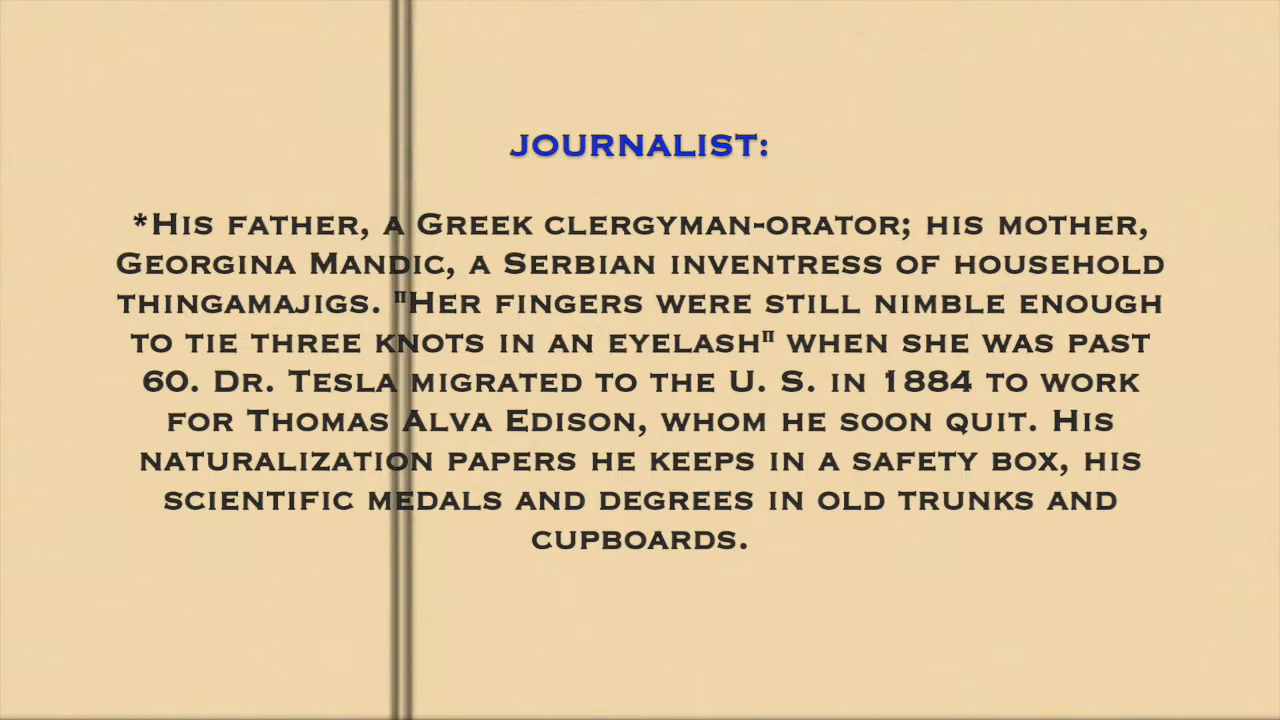 JOURNALIST:
*His father, a Greek clergyman-orator; his mother,
Georgina Mandic, a Serbian inventress of household
thingamajigs. "Her fingers were still nimble enough
to tie three knots in an eyelash" when she was past
60. Dr. Tesla migrated to the U. S. in 1884 to work
for Thomas Alva Edison, whom he soon quit. His
naturalization papers he keeps in a safety box, his
scientific medals and degrees in old trunks and
cupboards.